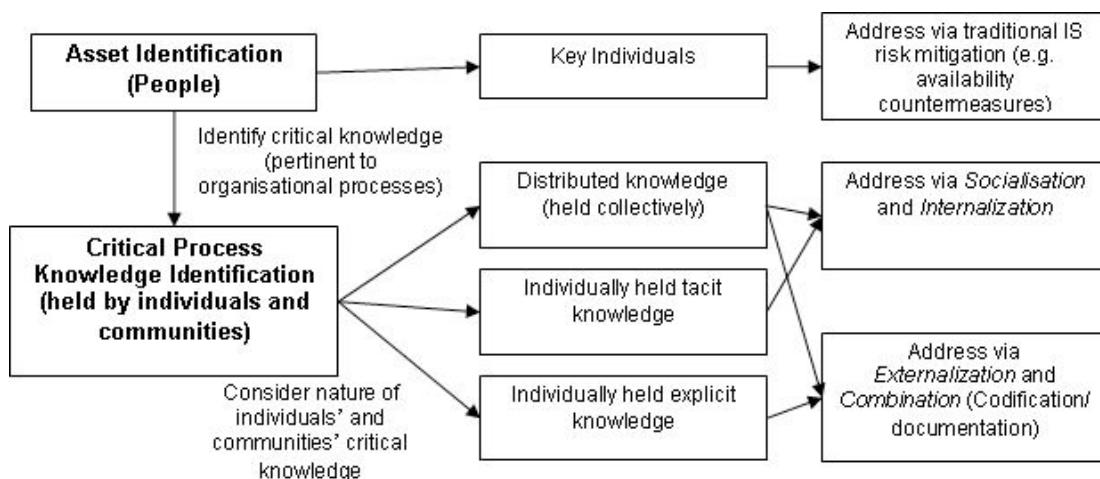 Asset Identification
(People)
Key Individuals
Address via traditional IS
risk mitigation (e.g.
availability
countermeasures)
Identify critical knowledge
(pertinent to
organisational processes)
Distributed knowledge
(held collectively)
Address via Socialisation
and Internalization
Critical Process
Knowledge Identification
(held by individuals and
communities)
Individually held tacit
knowledge
Address via
Externalization and
Combination (Codification/
documentation)
Individually held explicit
knowledge
Consider nature of
individuals’ and
communities’ critical
knowledge